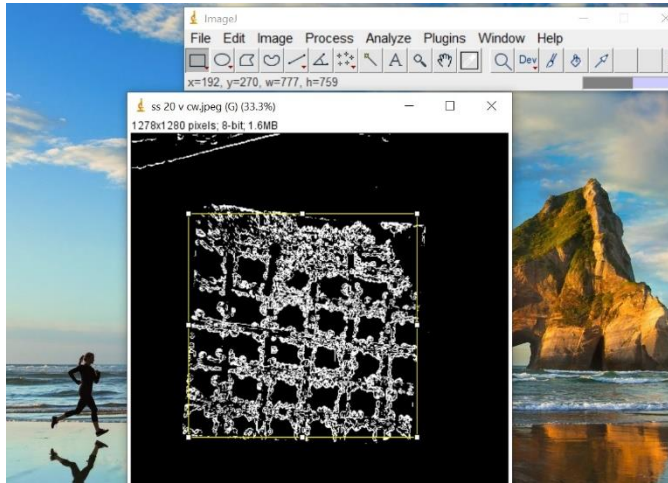 ImageJ
File Edit Image Process Analyze Plugins Window Help
A Dev
x=192, y=270, w=777, h=759
ss 20 v cw.jpeg (G) (33.3%)
1278x1280 pixels; 8-bit; 1.6MB